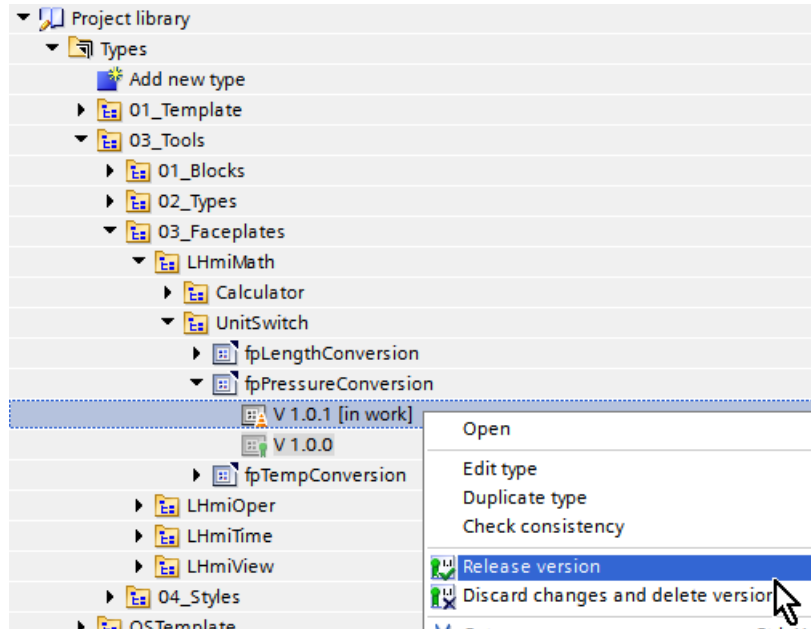 Project library
Types
Add new type
01_Template
03_Tools
01_Blocks
02_Types
03_Faceplates
LHmiMath
Calculator
UnitSwitch
fpLengthConversion
fpPressureConversion
V 1.0.1 [in work]
V 1.0.0
fpTempConversion
LHmiOper
LHmiTime
LHmiView
04_Styles
OSTemplate
Open
Edit type
Duplicate type
Check consistency
Release version
Discard changes and delete version